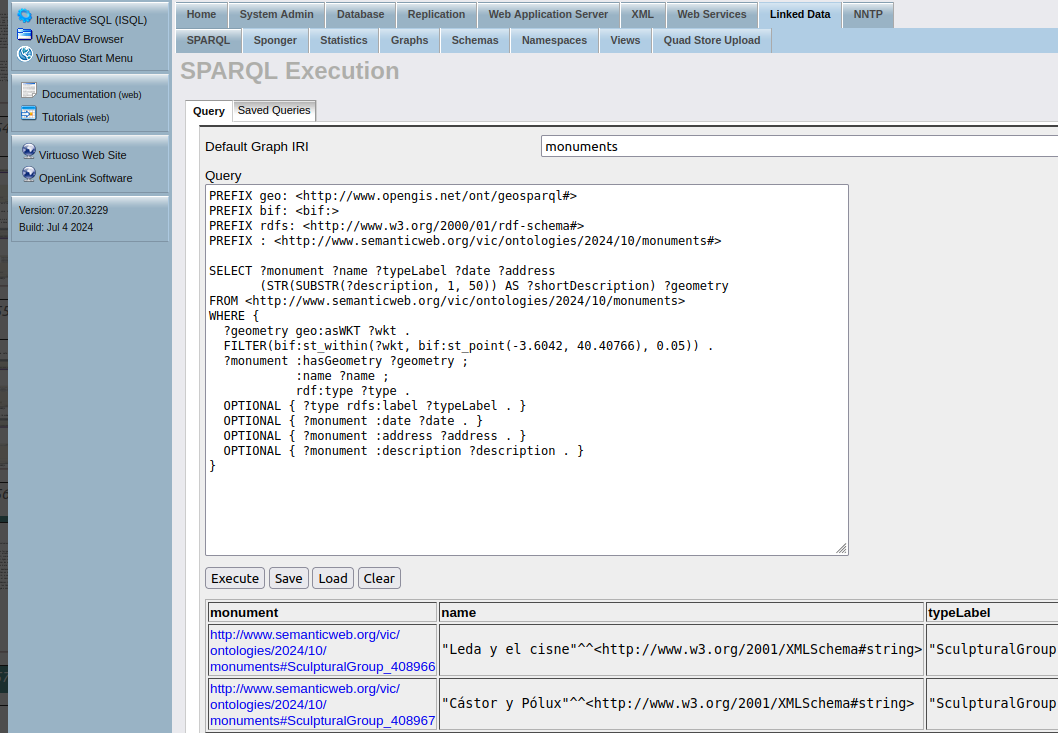 Interactive SQL (ISQL)
WebDAV Browser
Virtuoso Start Menu
Documentation (web)
Tutorials (web)
Virtuoso Web Site
OpenLink Software
Version: 07.20.3229
Build: Jul 4 2024
Home System Admin Database Replication Web Application Server XML Web Services Linked Data NNTP
SPARQL Sponger Statistics Graphs Schemas Namespaces Views Quad Store Upload
SPARQL Execution
Query Saved Queries
Default Graph IRI monuments
Query
PREFIX geo: <http://www.opengis.net/ont/geosparql#>
PREFIX bif: <bif:>
PREFIX rdfs: <http://www.w3.org/2000/01/rdf-schema#>
PREFIX : <http://www.semanticweb.org/vic/ontologies/2024/10/monuments#>
SELECT ?monument ?name ?typeLabel ?date ?address
(STR(SUBSTR(?description, 1, 50)) AS ?shortDescription) ?geometry
FROM <http://www.semanticweb.org/vic/ontologies/2024/10/monuments>
WHERE {
?geometry geo:asWKT ?wkt .
FILTER(bif:st_within(?wkt, bif:st_point(-3.6042, 40.40766), 0.05)) .
?monument :hasGeometry ?geometry ;
:name ?name ;
rdf:type ?type .
OPTIONAL { ?type rdfs:label ?typeLabel . }
OPTIONAL { ?monument :date ?date . }
OPTIONAL { ?monument :address ?address . }
OPTIONAL { ?monument :description ?description . }
}
Execute Save Load Clear
monument name typeLabel
http://www.semanticweb.org/vic/
ontologies/2024/10/
monuments#SculpturalGroup_408966
"Leda y el cisne"^^<http://www.w3.org/2001/XMLSchema#string>
"SculpturalGroup
http://www.semanticweb.org/vic/
ontologies/2024/10/
monuments#SculpturalGroup_408967
"Cástor y Pólux"^^<http://www.w3.org/2001/XMLSchema#string>
"SculpturalGroup